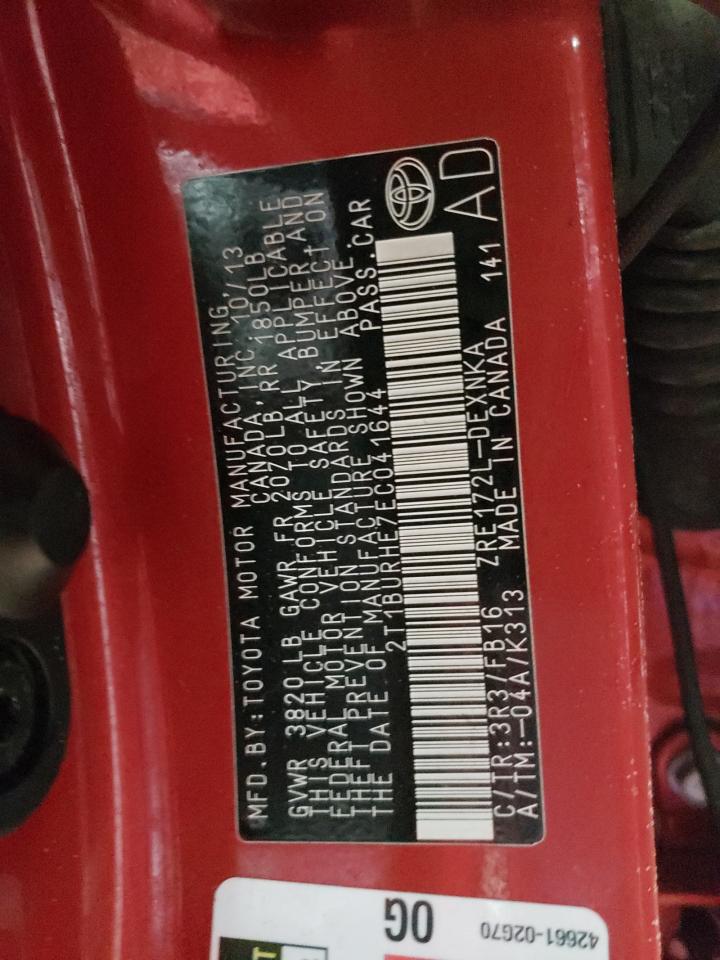 MFD.BY:TOYOTA MOTOR MANUFACTURING,
CANADA, INC. 10/13
GVWR 3820 LB GAWR FR 2070LB, RR 1850LB
THIS VEHICLE CONFORMS TO ALL APPLICABLE
FEDERAL MOTOR VEHICLE SAFETY, BUMPER, AND
THEFT PREVENTION STANDARDS IN EFFECT ON
THE DATE OF MANUFACTURE SHOWN ABOVE.
2T1BURHE7EC041644 PASS.CAR
C/TR:3R3/FB16 ZRE172L-DEXNKA
A/TM:-04A/K313 MADE IN CANADA 141
AD
0G
42661-02G70